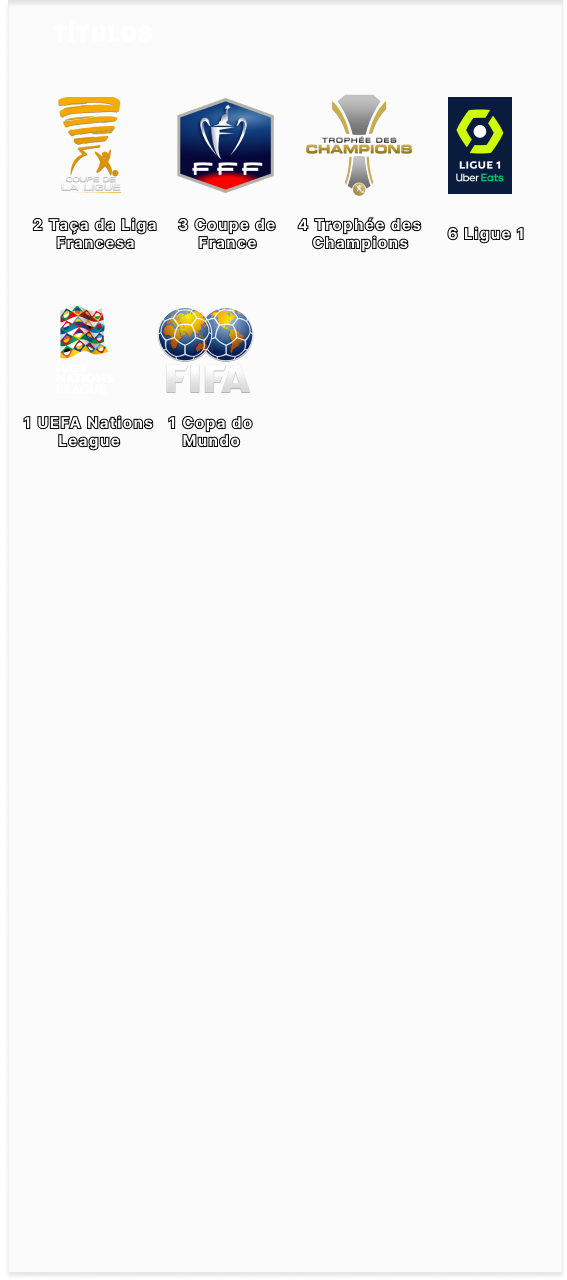 TÍTULOS
COUPE DE
LA LIGUE
FFF
TROPHÉE DES
CHAMPIONS
LIGUE 1
Uber Eats
2 Taça da Liga
Francesa
3 Coupe de
France
4 Trophée des
Champions
6 Ligue 1
NATIONS
LEAGUE
FIFA
1 UEFA Nations
League
1 Copa do
Mundo